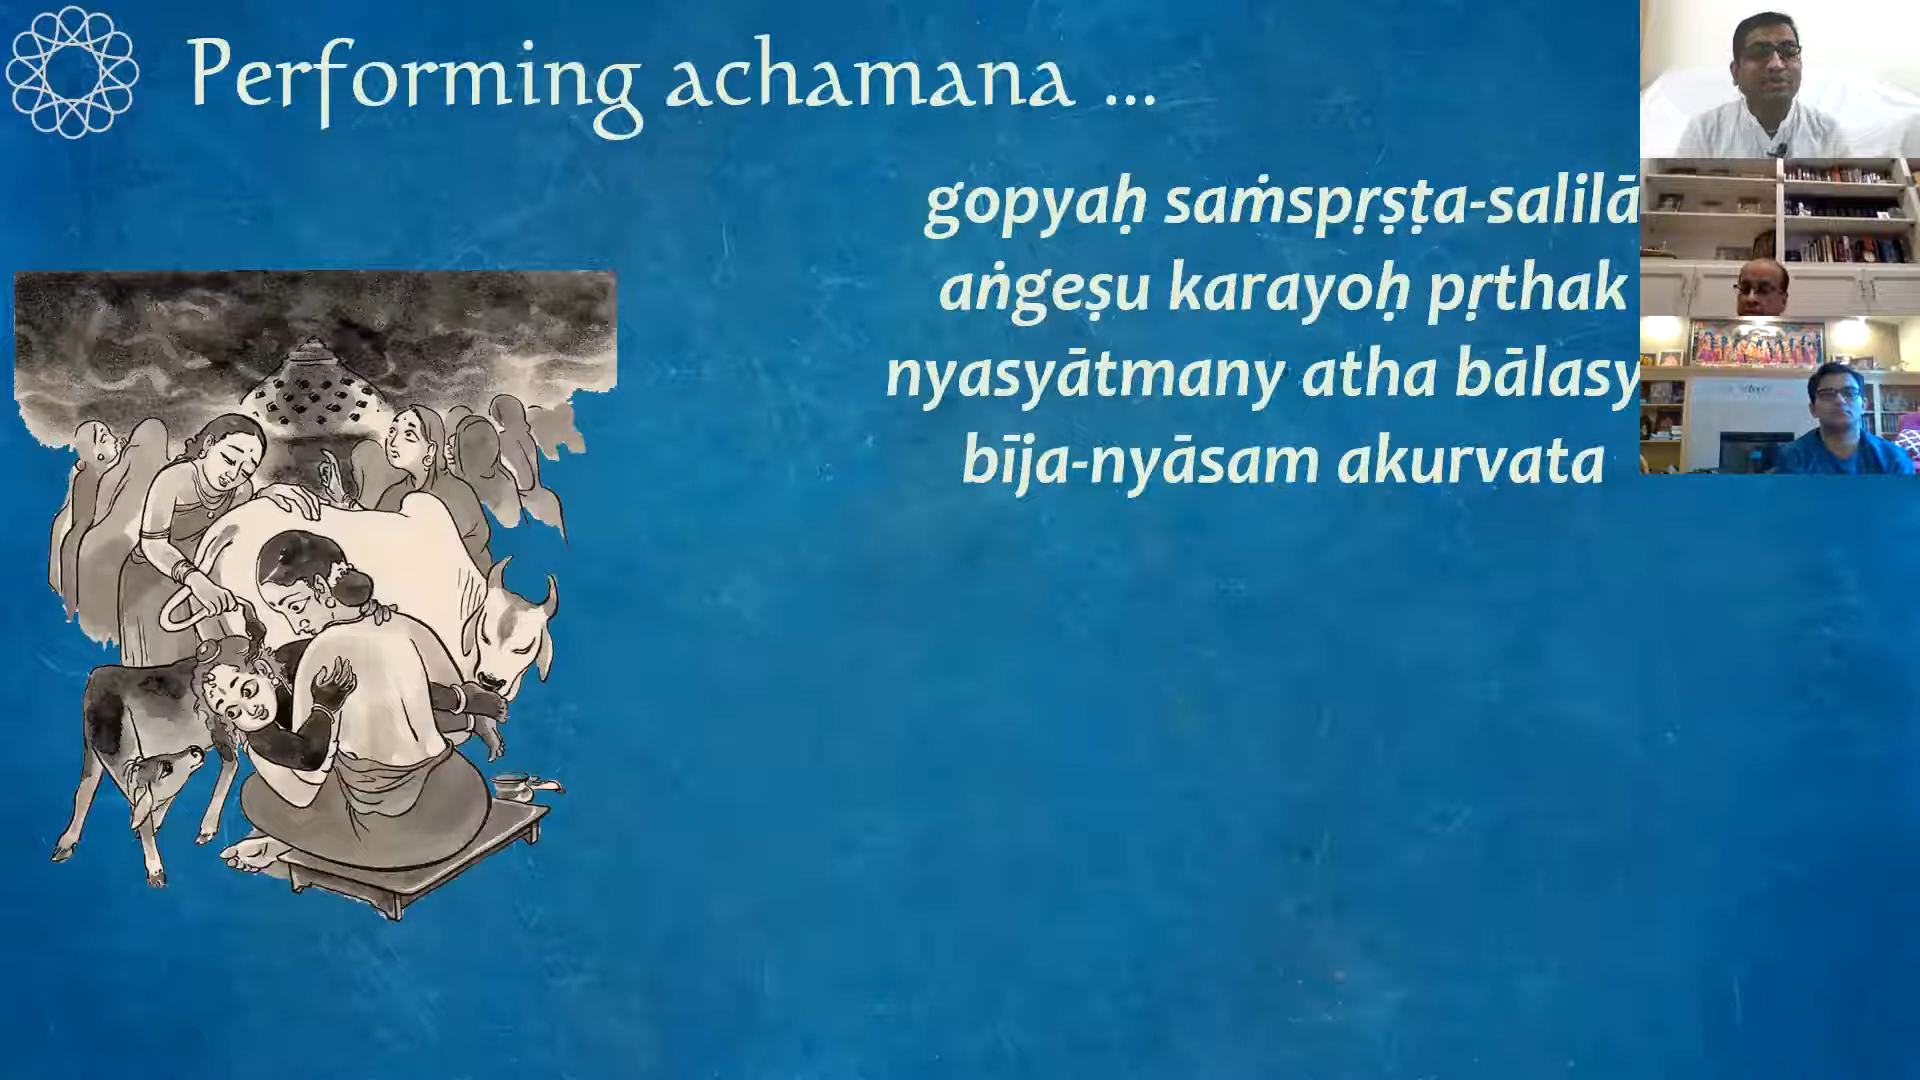 Performing achamana ...
gopyaḥ saṁspṛṣṭa-salilā
aṅgeṣu karayoḥ pṛthak
nyasyātmany atha bālasy
bīja-nyāsam akurvata